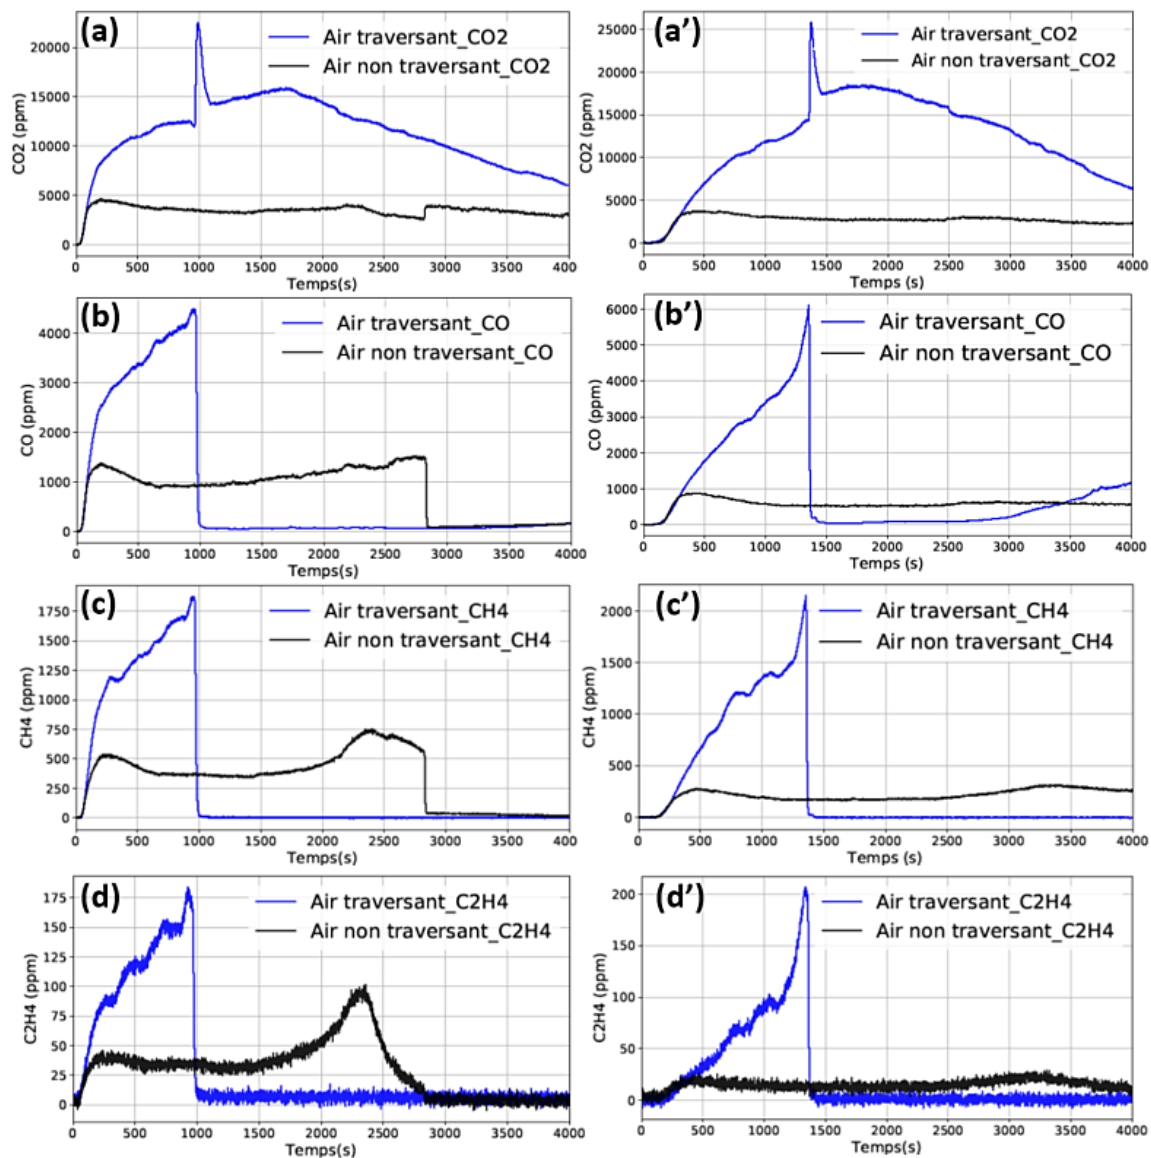 (a)
Air traversant_CO2
Air non traversant_CO2
20000
15000
10000
5000
0
CO2 (ppm)
0 500 1000 1500 2000 2500 3000 3500 400
Temps(s)
(a’)
Air traversant_CO2
Air non traversant_CO2
25000
20000
15000
10000
5000
0
CO2 (ppm)
0 500 1000 1500 2000 2500 3000 3500 4000
Temps (s)
(b)
Air traversant_CO
Air non traversant_CO
4000
3000
2000
1000
0
CO (ppm)
0 500 1000 1500 2000 2500 3000 3500 4000
Temps(s)
(b’)
Air traversant_CO
Air non traversant_CO
6000
5000
4000
3000
2000
1000
0
CO (ppm)
0 500 1000 1500 2000 2500 3000 3500 4000
Temps (s)
(c)
Air traversant_CH4
Air non traversant_CH4
1750
1500
1250
1000
750
500
250
0
CH4 (ppm)
0 500 1000 1500 2000 2500 3000 3500 4000
Temps(s)
(c’)
Air traversant_CH4
Air non traversant_CH4
2000
1500
1000
500
0
CH4 (ppm)
0 500 1000 1500 2000 2500 3000 3500 4000
Temps (s)
(d)
Air traversant_C2H4
Air non traversant_C2H4
175
150
125
100
75
50
25
0
C2H4 (ppm)
0 500 1000 1500 2000 2500 3000 3500 4000
Temps(s)
(d’)
Air traversant_C2H4
Air non traversant_C2H4
200
150
100
50
0
C2H4 (ppm)
0 500 1000 1500 2000 2500 3000 3500 4000
Temps(s)